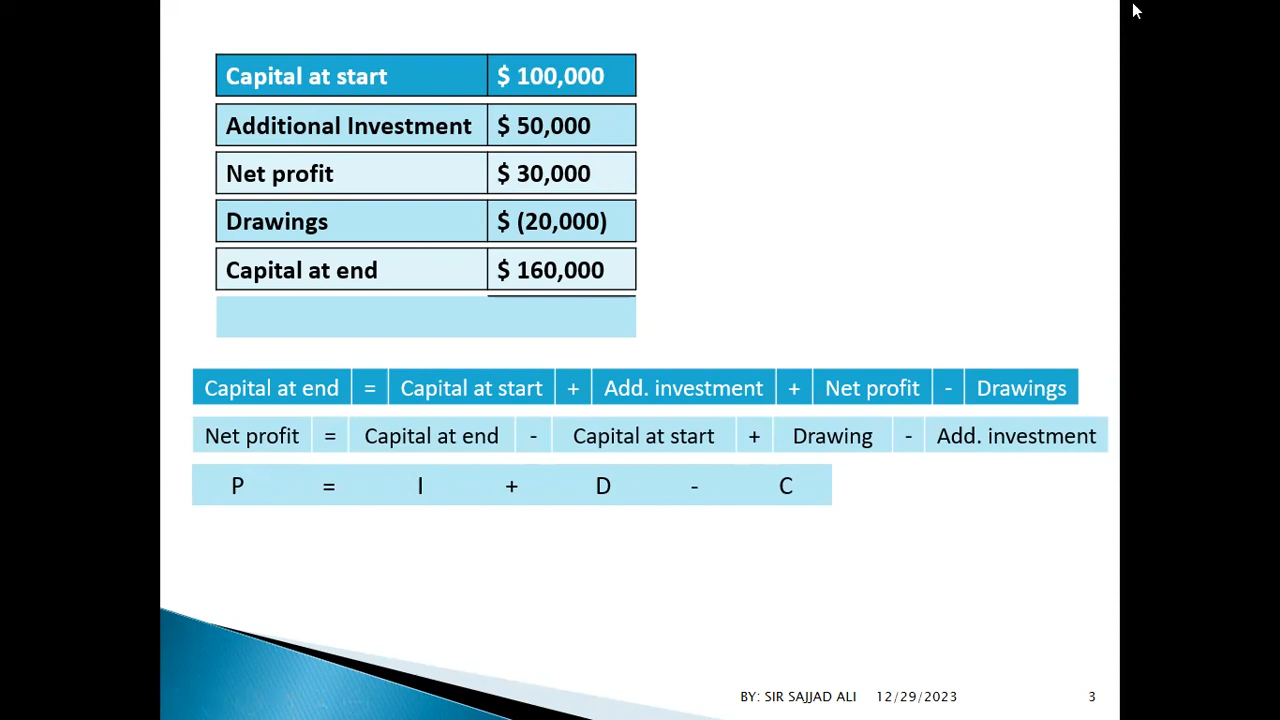 Capital at start $ 100,000
Additional Investment $ 50,000
Net profit $ 30,000
Drawings $ (20,000)
Capital at end $ 160,000
Capital at end = Capital at start + Add. investment + Net profit - Drawings
Net profit = Capital at end - Capital at start + Drawing - Add. investment
P = I + D - C
BY: SIR SAJJAD ALI 12/29/2023 3